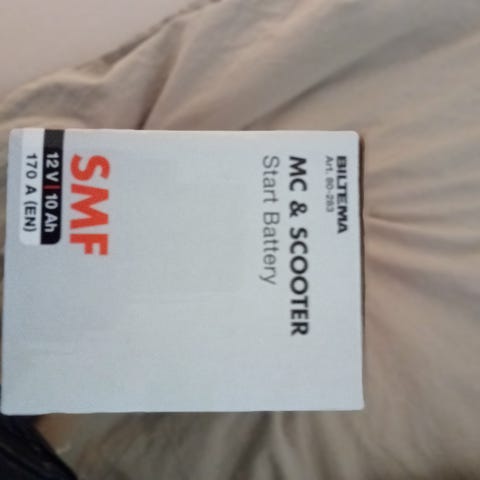 BILTEMA
Art. 80-283
MC & SCOOTER
Start Battery
SMF
12 V | 10 Ah
170 A (EN)